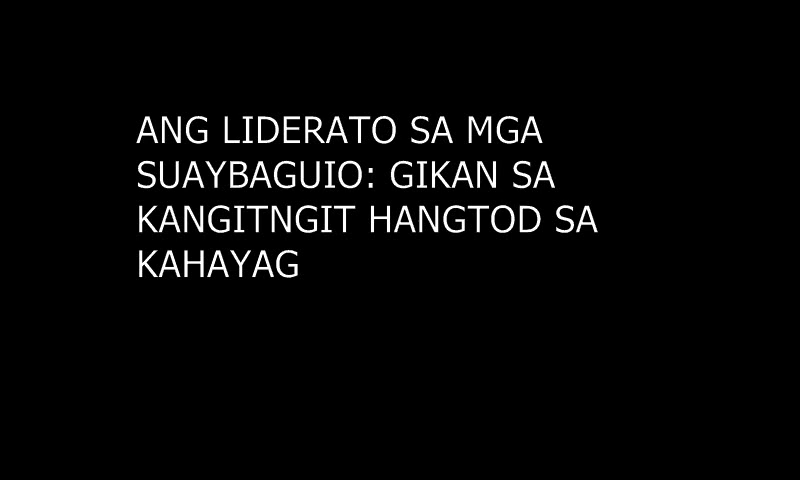 ANG LIDERATO SA MGA
SUAYBAGUIO: GIKAN SA
KANGITNGIT HANGTOD SA
KAHAYAG